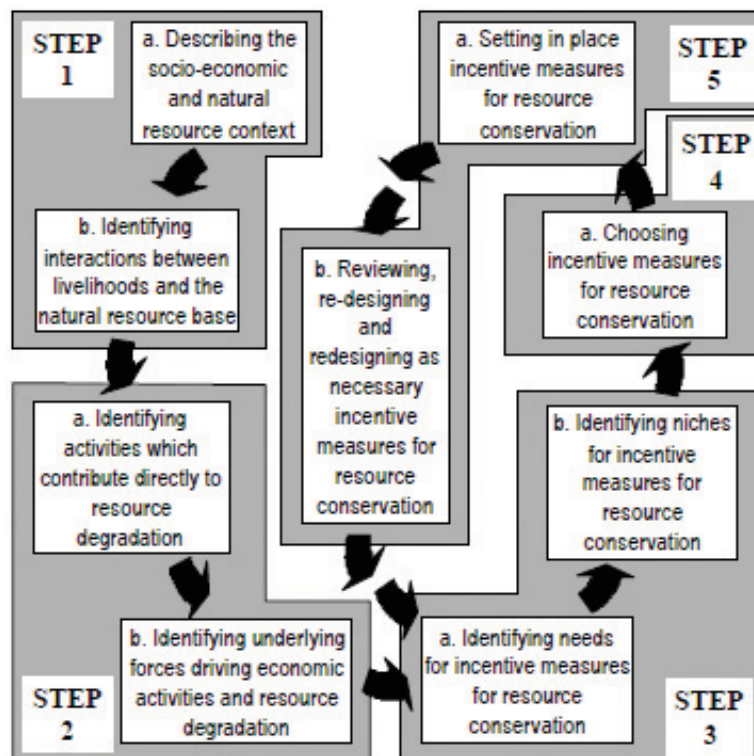 STEP
1
a. Describing the
socio-economic
and natural
resource context
b. Identifying
interactions between
livelihoods and the
natural resource base
a. Identifying
activities which
contribute directly to
resource
degradation
b. Identifying underlying
forces driving economic
activities and resource
degradation
STEP
2
a. Identifying needs
for incentive measures
for resource
conservation
STEP
3
b. Identifying niches
for incentive
measures for
resource
conservation
STEP
4
a. Choosing
incentive measures
for resource
conservation
STEP
5
a. Setting in place
incentive measures
for resource
conservation
b. Reviewing,
re-designing
and
redesigning as
necessary
incentive
measures for
resource
conservation